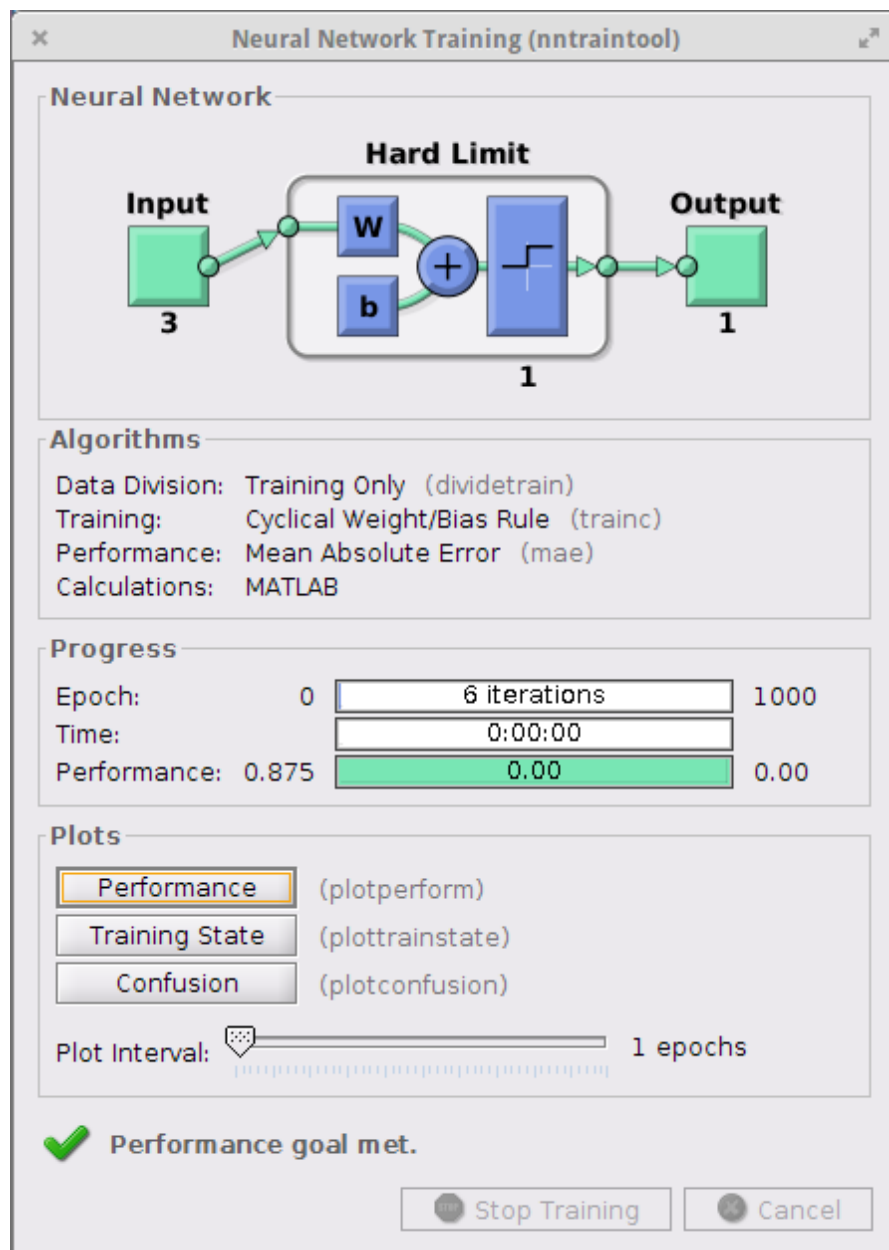 Neural Network Training (nntraintool)
Neural Network
Hard Limit
Input
Output
W
b
+
3
1
1
Algorithms
Data Division: Training Only (dividetrain)
Training: Cyclical Weight/Bias Rule (trainc)
Performance: Mean Absolute Error (mae)
Calculations: MATLAB
Progress
Epoch: 0 6 iterations 1000
Time: 0:00:00
Performance: 0.875 0.00 0.00
Plots
Performance (plotperform)
Training State (plottrainstate)
Confusion (plotconfusion)
Plot Interval: 1 epochs
Performance goal met.
STOP Stop Training Cancel